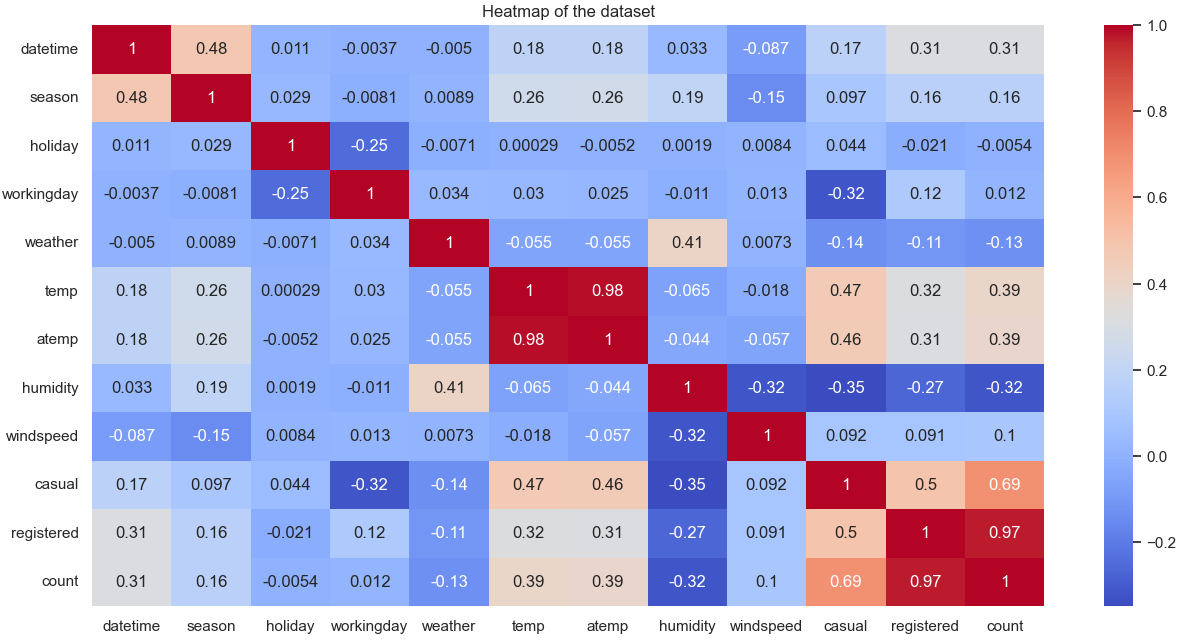 Heatmap of the dataset
datetime 1 0.48 0.011 -0.0037 -0.005 0.18 0.18 0.033 -0.087 0.17 0.31 0.31
season 0.48 1 0.029 -0.0081 0.0089 0.26 0.26 0.19 -0.15 0.097 0.16 0.16
holiday 0.011 0.029 1 -0.25 -0.0071 0.00029 -0.0052 0.0019 0.0084 0.044 -0.021 -0.0054
workingday -0.0037 -0.0081 -0.25 1 0.034 0.03 0.025 -0.011 0.013 -0.32 0.12 0.012
weather -0.005 0.0089 -0.0071 0.034 1 -0.055 -0.055 0.41 0.0073 -0.14 -0.11 -0.13
temp 0.18 0.26 0.00029 0.03 -0.055 1 0.98 -0.065 -0.018 0.47 0.32 0.39
atemp 0.18 0.26 -0.0052 0.025 -0.055 0.98 1 -0.044 -0.057 0.46 0.31 0.39
humidity 0.033 0.19 0.0019 -0.011 0.41 -0.065 -0.044 1 -0.32 -0.35 -0.27 -0.32
windspeed -0.087 -0.15 0.0084 0.013 0.0073 -0.018 -0.057 -0.32 1 0.092 0.091 0.1
casual 0.17 0.097 0.044 -0.32 -0.14 0.47 0.46 -0.35 0.092 1 0.5 0.69
registered 0.31 0.16 -0.021 0.12 -0.11 0.32 0.31 -0.27 0.091 0.5 1 0.97
count 0.31 0.16 -0.0054 0.012 -0.13 0.39 0.39 -0.32 0.1 0.69 0.97 1
datetime season holiday workingday weather temp atemp humidity windspeed casual registered count
1.0
0.8
0.6
0.4
0.2
0.0
−0.2